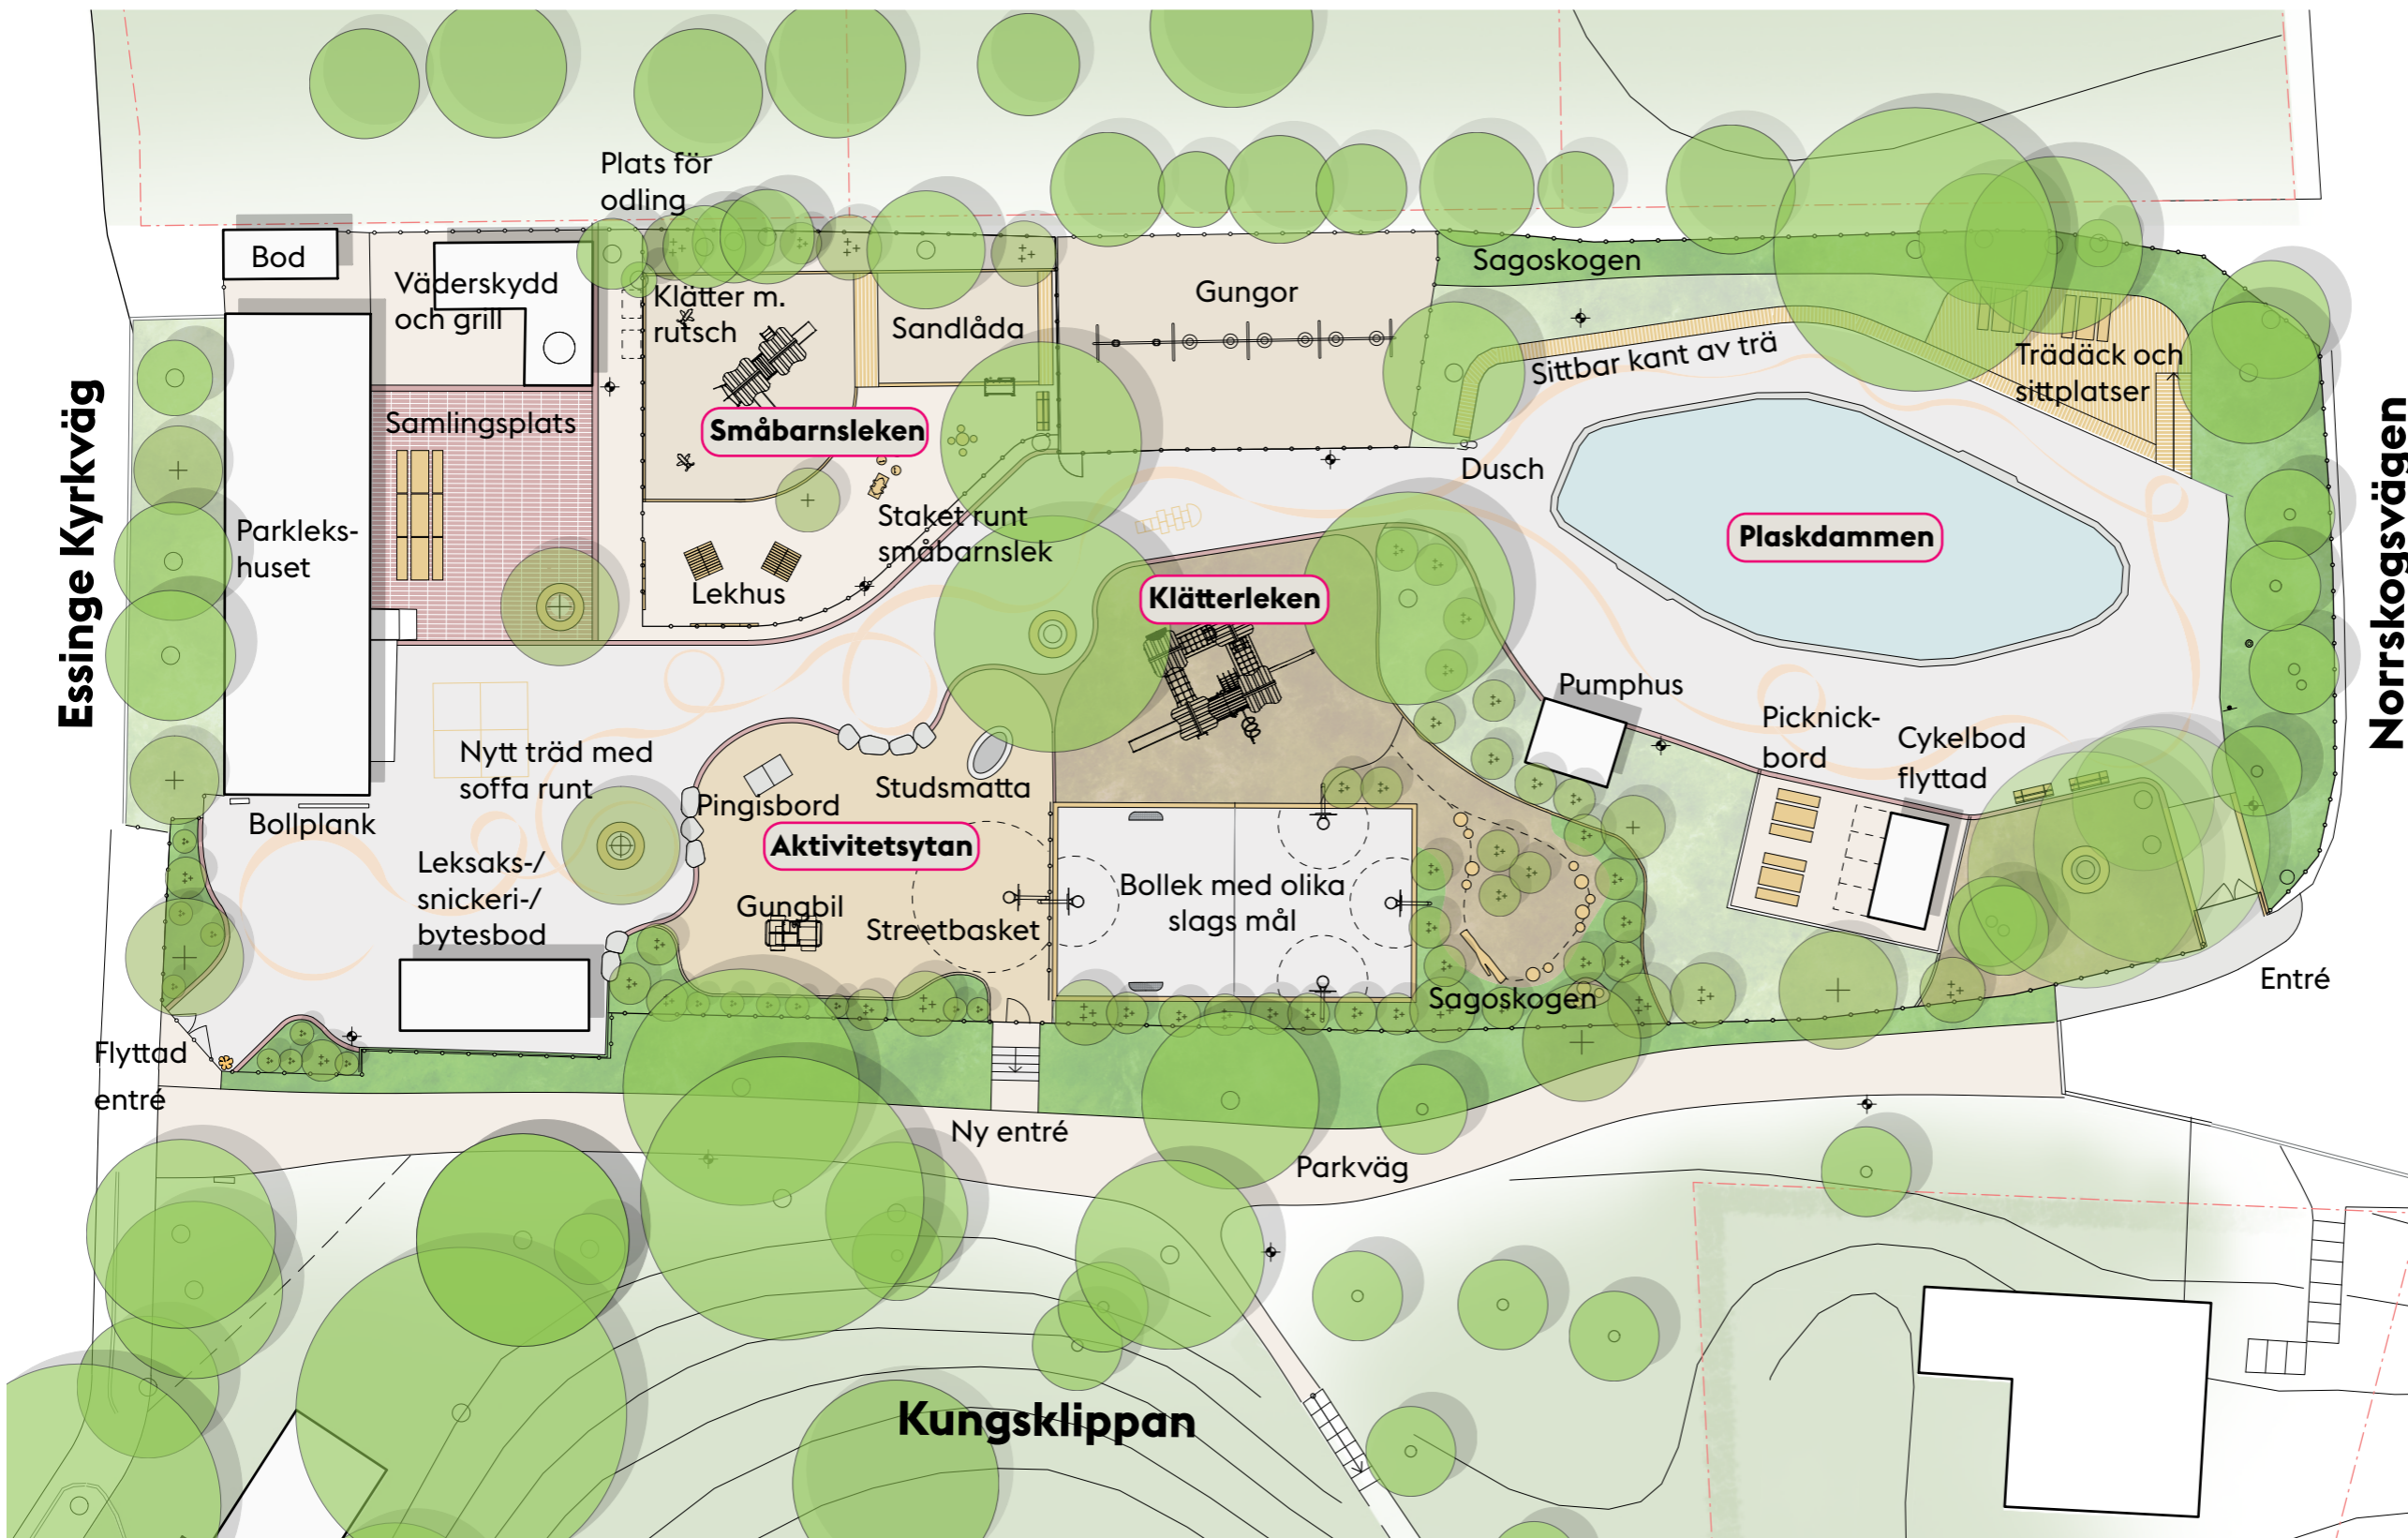 Plats för
odling
Bod
Väderskydd
och grill
Klätter m.
rutsch
Sandlåda
Gungor
Sagoskogen
Sittbar kant av trä
Trädäck och
sittplatser
Småbarnsleken
Samlingsplats
Essinge Kyrkväg
Norrskogsvägen
Dusch
Parkleks-
huset
Staket runt
småbarnslek
Plaskdammen
Lekhus
Klätterleken
Pumphus
Picknick-
bord
Cykelbod
flyttad
Nytt träd med
soffa runt
Pingisbord
Studsmatta
Bollplank
Aktivitetsytan
Leksaks-/
snickeri-/
bytesbod
Gungbil
Streetbasket
Bollek med olika
slags mål
Sagoskogen
Entré
Flyttad
entré
Ny entré
Parkväg
Kungsklippan